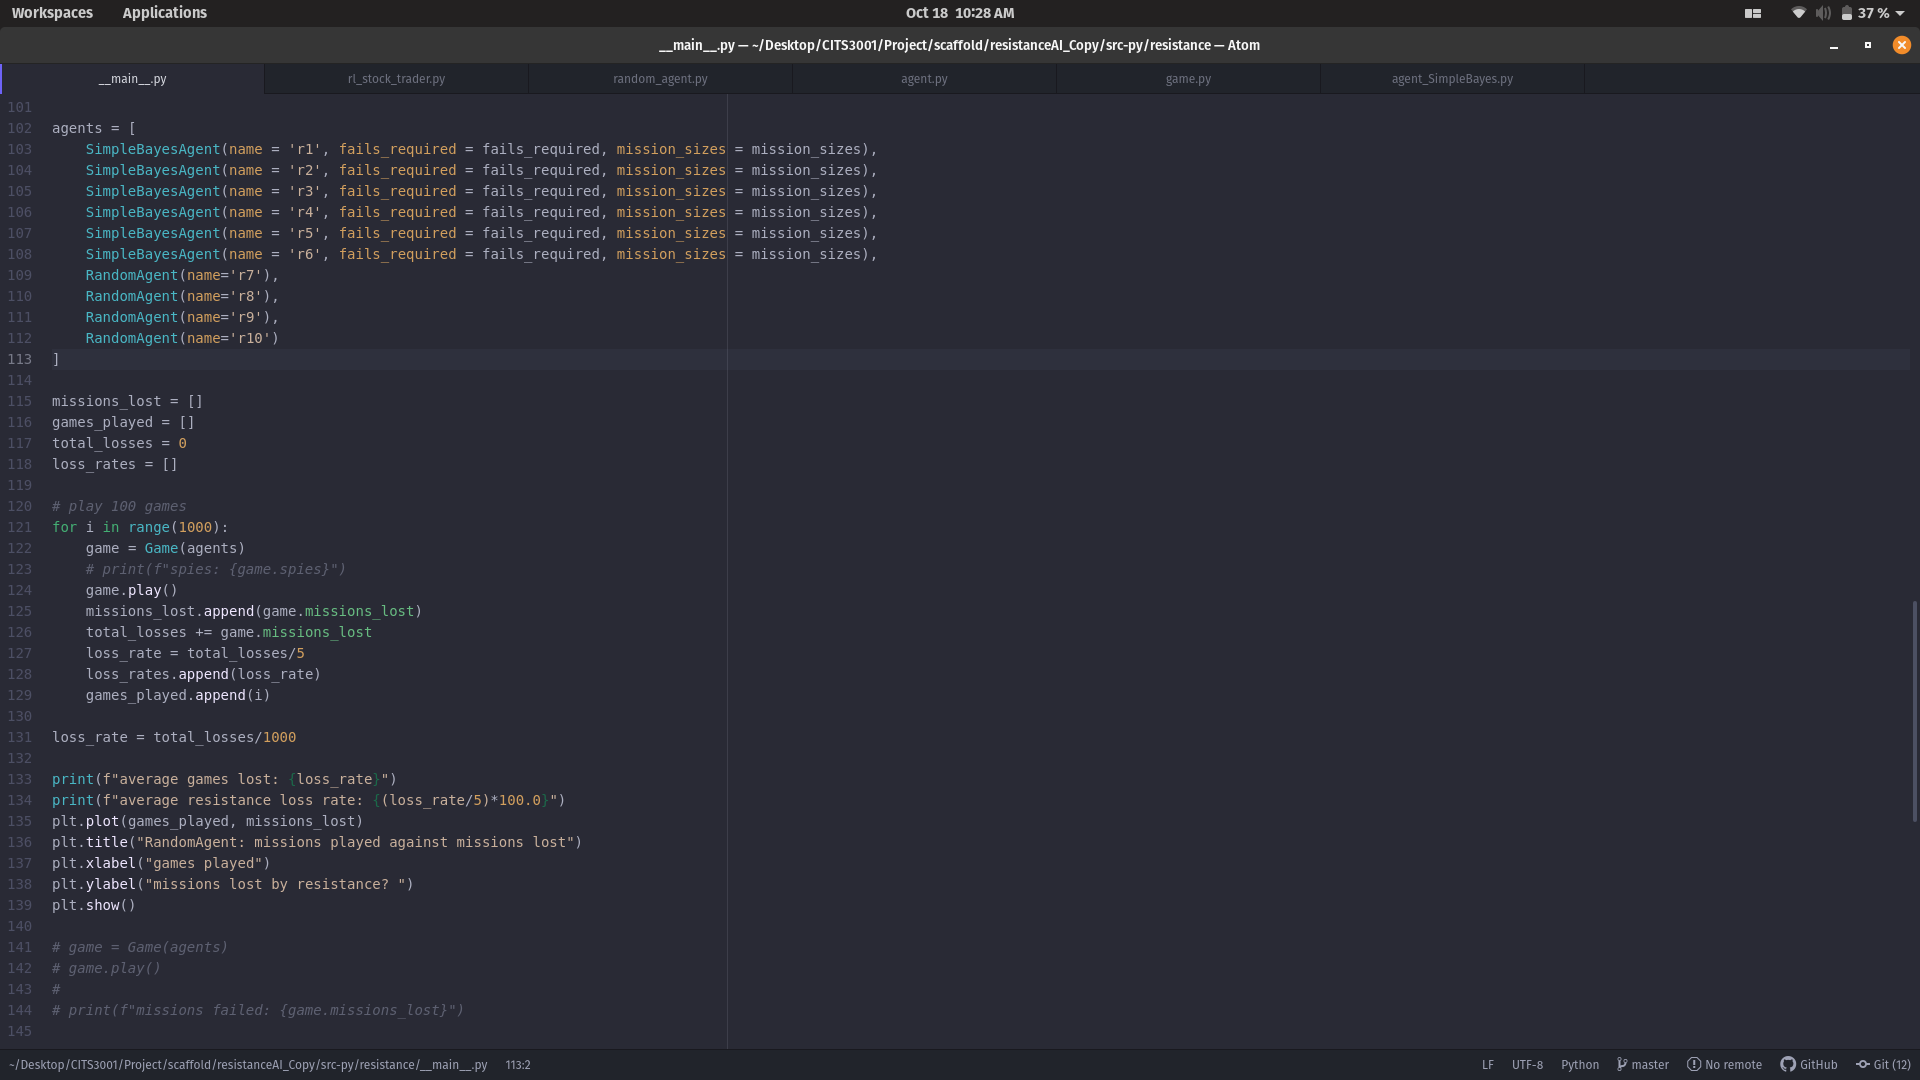 Workspaces Applications Oct 18 10:28 AM 37 %
__main__.py — ~/Desktop/CITS3001/Project/scaffold/resistanceAI_Copy/src-py/resistance — Atom
__main__.py rl_stock_trader.py random_agent.py agent.py game.py agent_SimpleBayes.py
101
102 agents = [
103     SimpleBayesAgent(name = 'r1', fails_required = fails_required, mission_sizes = mission_sizes),
104     SimpleBayesAgent(name = 'r2', fails_required = fails_required, mission_sizes = mission_sizes),
105     SimpleBayesAgent(name = 'r3', fails_required = fails_required, mission_sizes = mission_sizes),
106     SimpleBayesAgent(name = 'r4', fails_required = fails_required, mission_sizes = mission_sizes),
107     SimpleBayesAgent(name = 'r5', fails_required = fails_required, mission_sizes = mission_sizes),
108     SimpleBayesAgent(name = 'r6', fails_required = fails_required, mission_sizes = mission_sizes),
109     RandomAgent(name='r7'),
110     RandomAgent(name='r8'),
111     RandomAgent(name='r9'),
112     RandomAgent(name='r10')
113 ]
114
115 missions_lost = []
116 games_played = []
117 total_losses = 0
118 loss_rates = []
119
120 # play 100 games
121 for i in range(1000):
122     game = Game(agents)
123     # print(f"spies: {game.spies}")
124     game.play()
125     missions_lost.append(game.missions_lost)
126     total_losses += game.missions_lost
127     loss_rate = total_losses/5
128     loss_rates.append(loss_rate)
129     games_played.append(i)
130
131 loss_rate = total_losses/1000
132
133 print(f"average games lost: {loss_rate}")
134 print(f"average resistance loss rate: {(loss_rate/5)*100.0}")
135 plt.plot(games_played, missions_lost)
136 plt.title("RandomAgent: missions played against missions lost")
137 plt.xlabel("games played")
138 plt.ylabel("missions lost by resistance? ")
139 plt.show()
140
141 # game = Game(agents)
142 # game.play()
143 #
144 # print(f"missions failed: {game.missions_lost}")
145
~/Desktop/CITS3001/Project/scaffold/resistanceAI_Copy/src-py/resistance/__main__.py 113:2 LF UTF-8 Python master No remote GitHub Git (12)